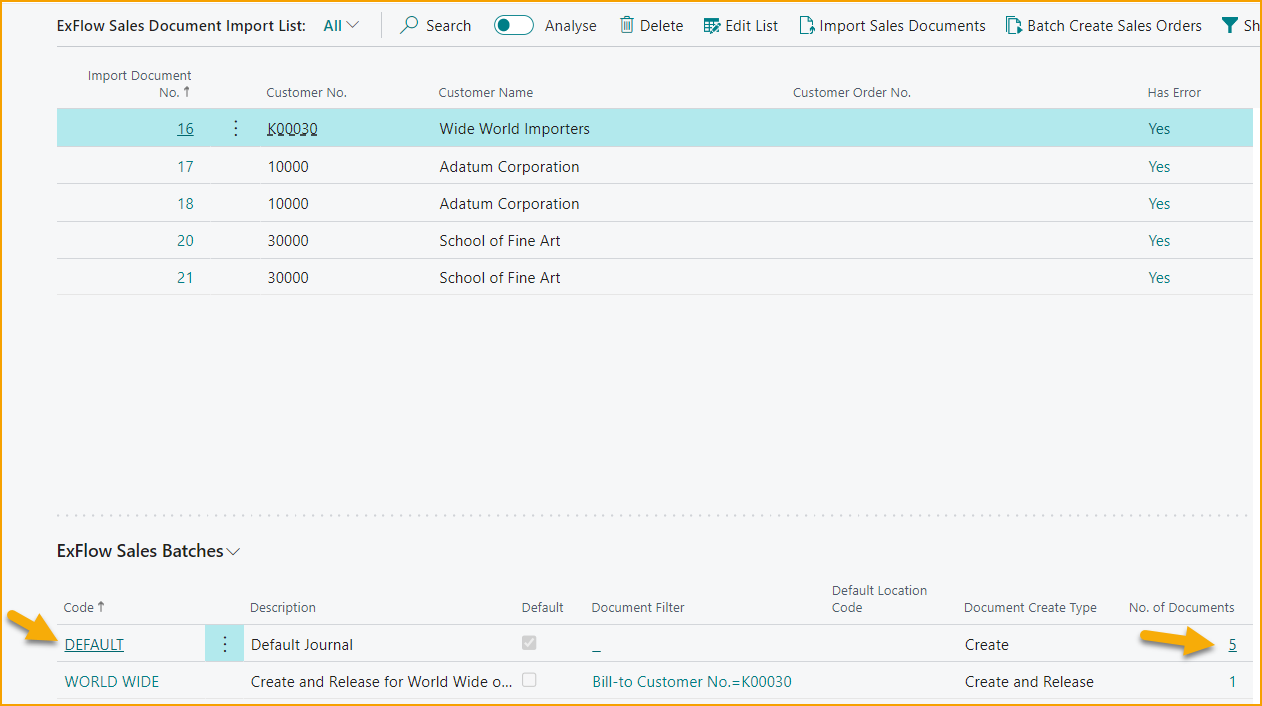 ExFlow Sales Document Import List: All Search Analyse Delete Edit List Import Sales Documents Batch Create Sales Orders Sh
Import Document No. ↑ Customer No. Customer Name Customer Order No. Has Error
16 K00030 Wide World Importers Yes
17 10000 Adatum Corporation Yes
18 10000 Adatum Corporation Yes
20 30000 School of Fine Art Yes
21 30000 School of Fine Art Yes
ExFlow Sales Batches
Code ↑ Description Default Document Filter Default Location Code Document Create Type No. of Documents
DEFAULT Default Journal _ Create 5
WORLD WIDE Create and Release for World Wide o... Bill-to Customer No.=K00030 Create and Release 1